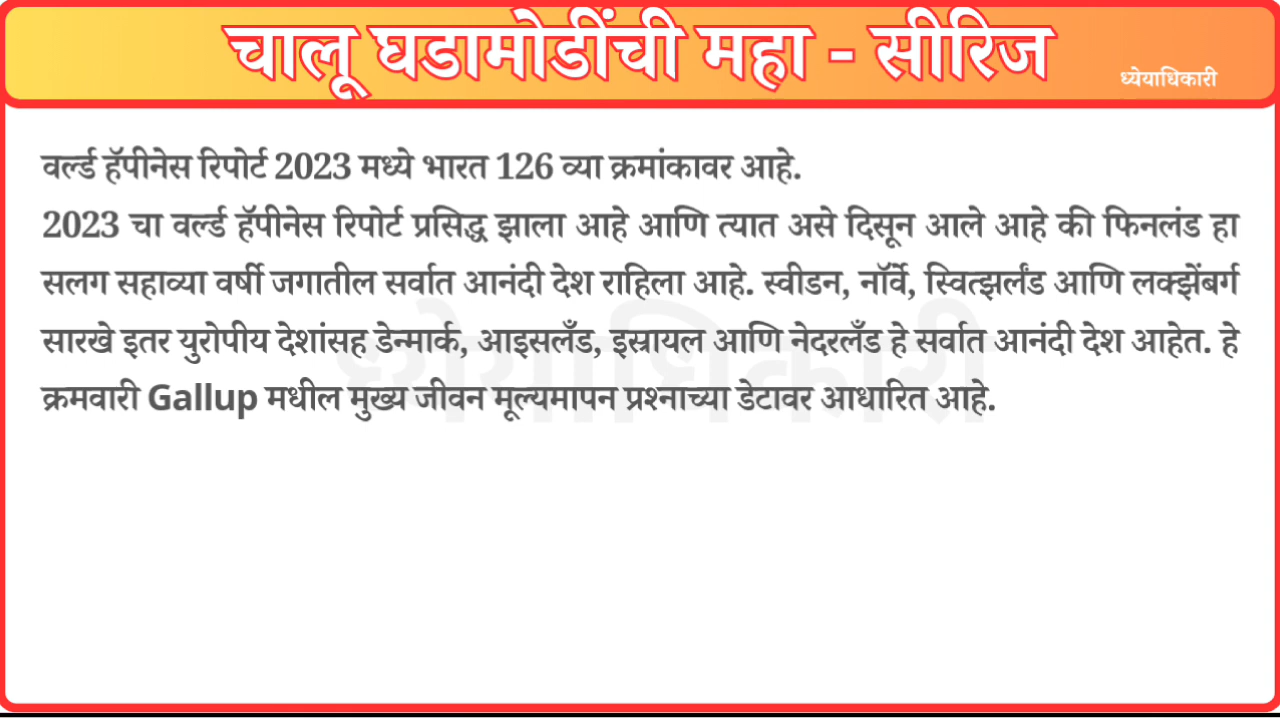 चालू घडामोडींची महा - सीरिज
ध्येयाधिकारी
वर्ल्ड हॅपीनेस रिपोर्ट 2023 मध्ये भारत 126 व्या क्रमांकावर आहे.
2023 चा वर्ल्ड हॅपीनेस रिपोर्ट प्रसिद्ध झाला आहे आणि त्यात असे दिसून आले आहे की फिनलंड हा
सलग सहाव्या वर्षी जगातील सर्वात आनंदी देश राहिला आहे. स्वीडन, नॉर्वे, स्वित्झर्लंड आणि लक्झेंबर्ग
सारखे इतर युरोपीय देशांसह डेन्मार्क, आइसलँड, इस्रायल आणि नेदरलँड हे सर्वात आनंदी देश आहेत. हे
क्रमवारी Gallup मधील मुख्य जीवन मूल्यमापन प्रश्नाच्या डेटावर आधारित आहे.
ध्येयाधिकारी